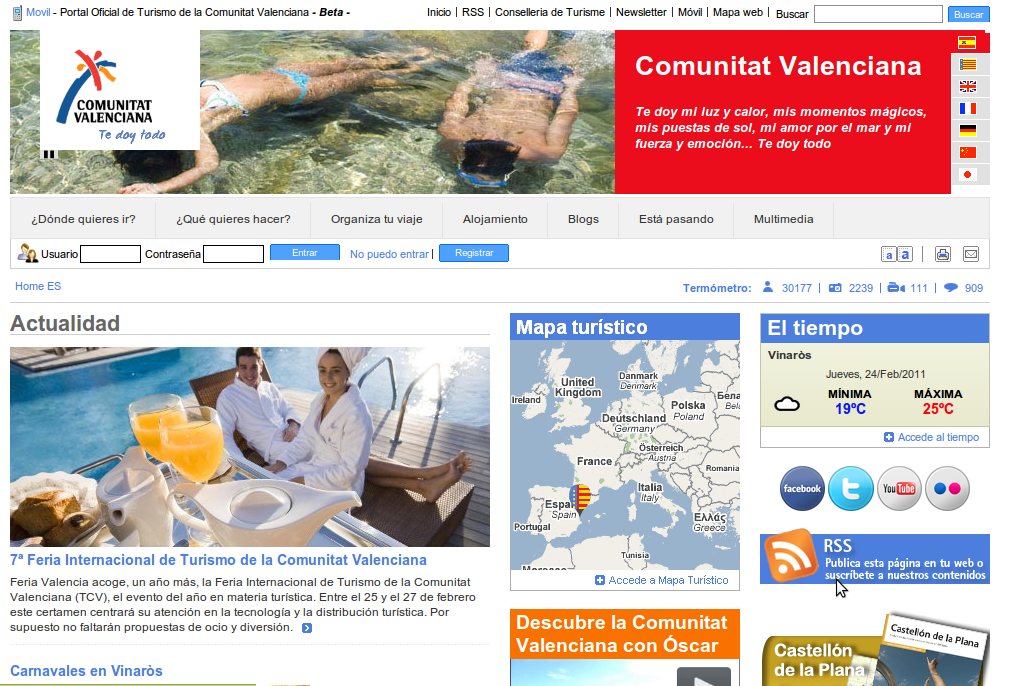 Movil - Portal Oficial de Turismo de la Comunitat Valenciana - Beta -
Inicio | RSS | Conselleria de Turisme | Newsletter | Móvil | Mapa web |
Buscar
Buscar
COMUNITAT
VALENCIANA
Te doy todo
Comunitat Valenciana
Te doy mi luz y calor, mis momentos mágicos,
mis puestas de sol, mi amor por el mar y mi
fuerza y emoción... Te doy todo
¿Dónde quieres ir?
¿Qué quieres hacer?
Organiza tu viaje
Alojamiento
Blogs
Está pasando
Multimedia
Usuario
Contraseña
Entrar
No puedo entrar |
Registrar
a a
Home ES
Termómetro: 30177 | 2239 | 111 | 909
Actualidad
7ª Feria Internacional de Turismo de la Comunitat Valenciana
Feria Valencia acoge, un año más, la Feria Internacional de Turismo de la Comunitat
Valenciana (TCV), el evento del año en materia turística. Entre el 25 y el 27 de febrero
este certamen centrará su atención en la tecnología y la distribución turística. Por
supuesto no faltarán propuestas de ocio y diversión.
Carnavales en Vinaròs
Mapa turístico
United
Kingdom
Ireland
Danmark
Denmark
Polska
Poland
Deutschland
Germany
Österreich
Austria
France
Romania
Italia
Italy
Spain
Portugal
Ελλάς
Greece
Tunisia
Accede a Mapa Turístico
Descubre la Comunitat
Valenciana con Óscar
El tiempo
Vinaròs
Jueves, 24/Feb/2011
MÍNIMA
19ºC
MÁXIMA
25ºC
Accede al tiempo
facebook
t
You Tube
RSS
Publica esta página en tu web o
suscríbete a nuestros contenidos
Castellón
de la Plana
Castellón de la Plana